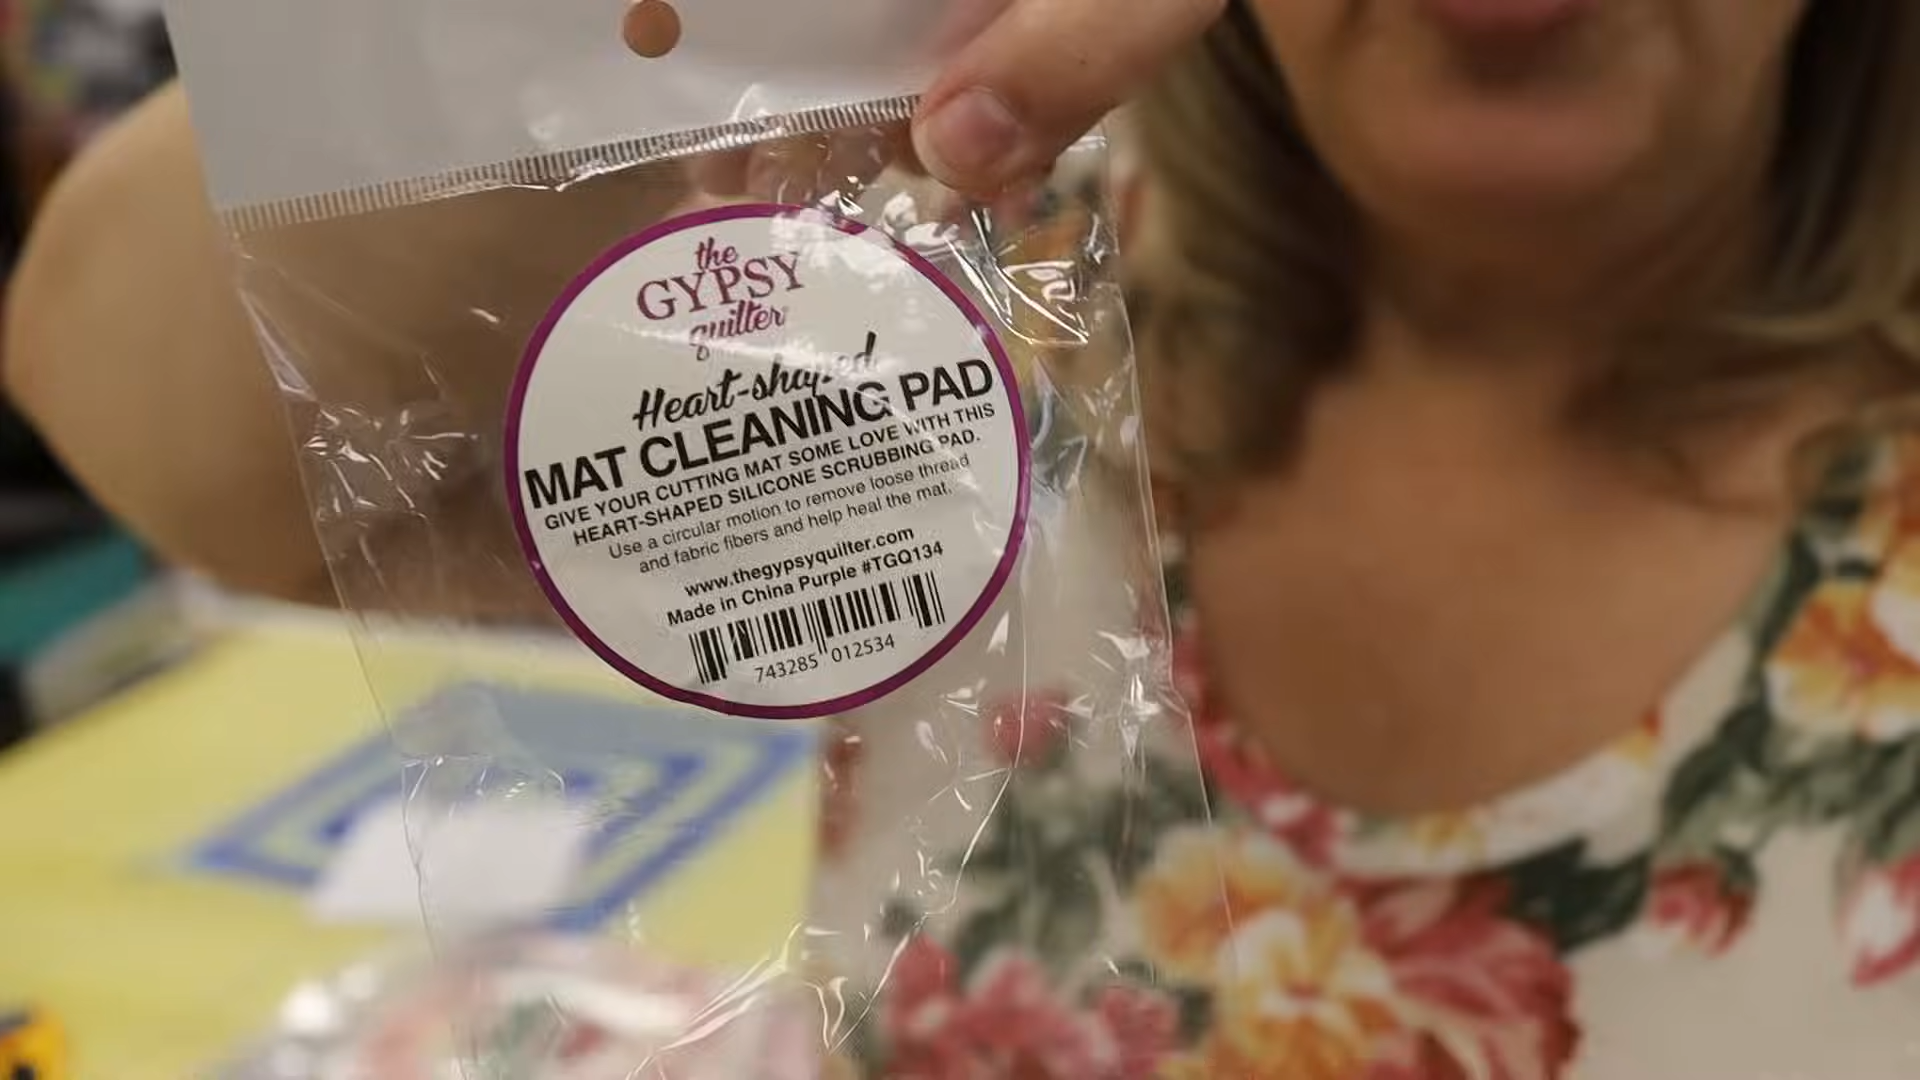 the
GYPSY
quilter
Heart-shaped
MAT CLEANING PAD
GIVE YOUR CUTTING MAT SOME LOVE WITH THIS
HEART-SHAPED SILICONE SCRUBBING PAD.
Use a circular motion to remove loose thread
and fabric fibers and help heal the mat.
www.thegypsyquilter.com
Made in China Purple #TGQ134
743285 012534